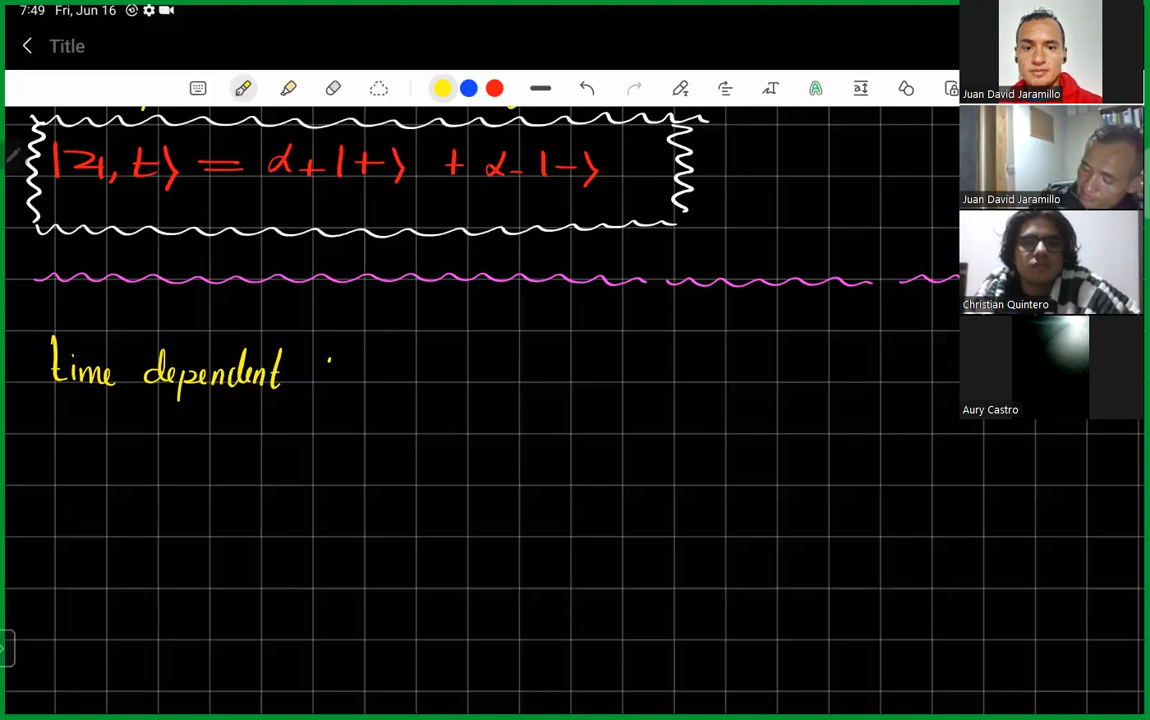 7:49 Fri, Jun 16
Title
|ψ, t⟩ = α₊ |+⟩ + α₋ |−⟩
time dependent
Juan David Jaramillo
Juan David Jaramillo
Christian Quintero
Aury Castro